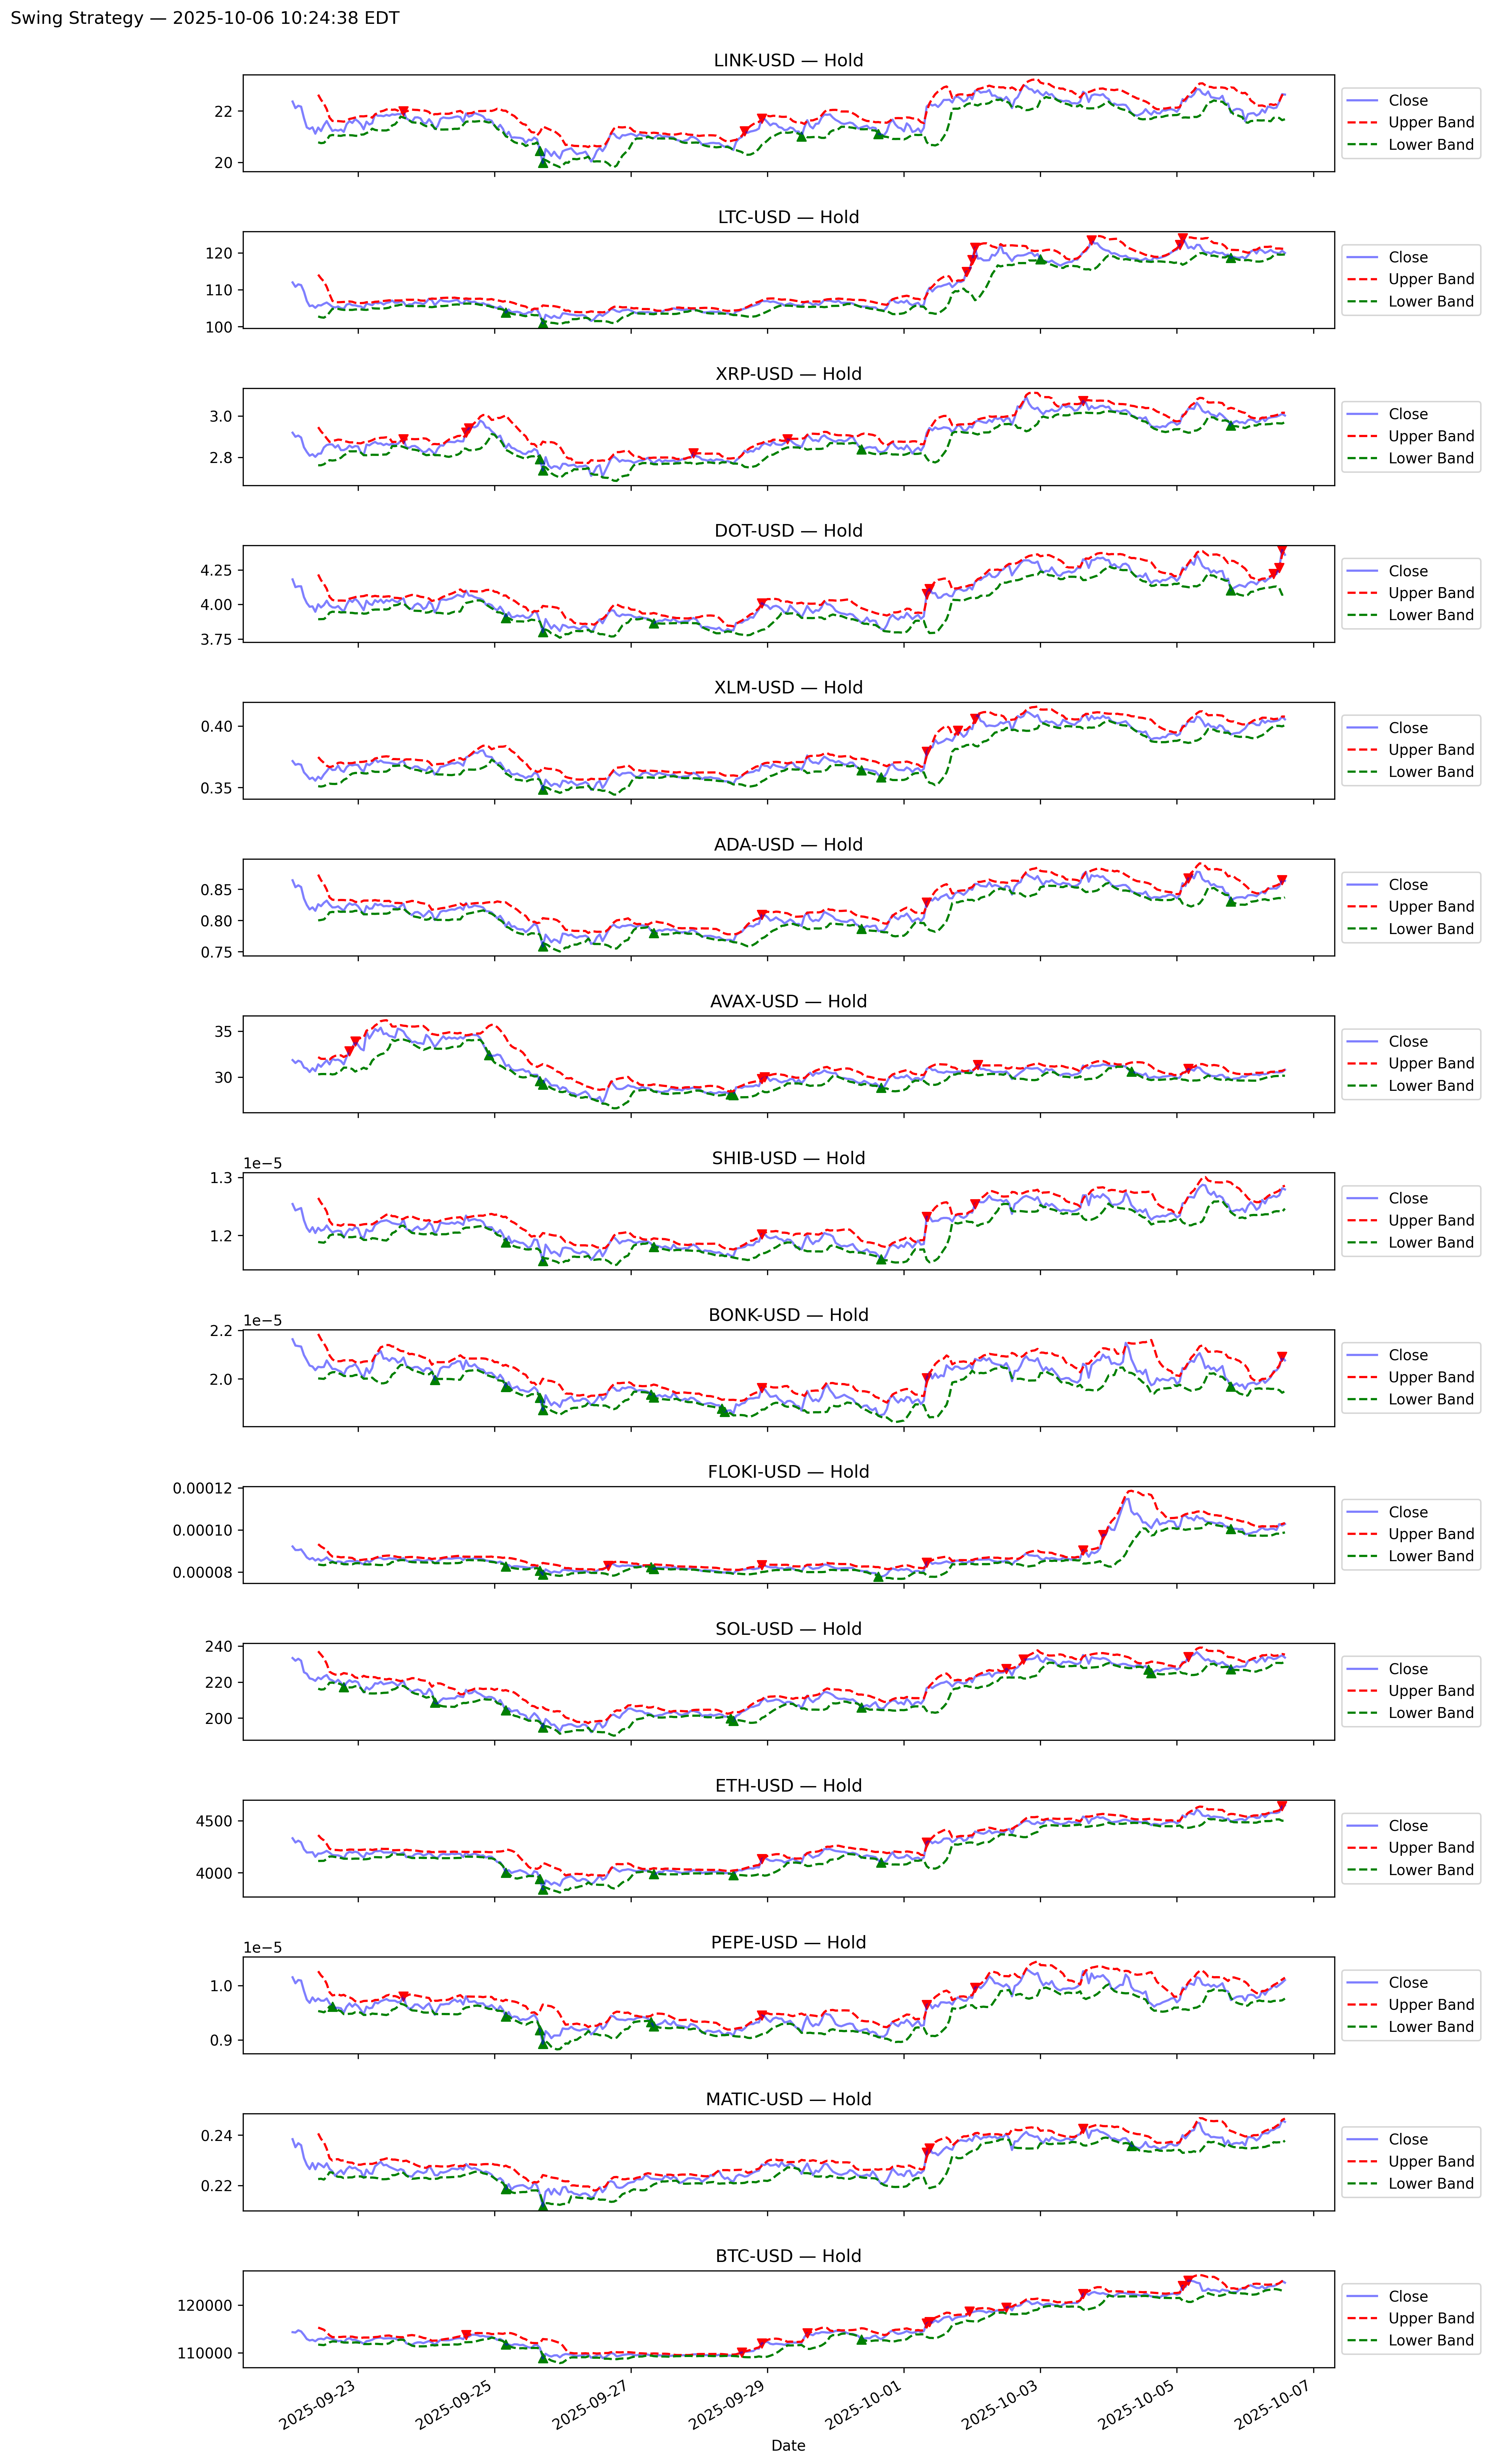 Swing Strategy — 2025-10-06 10:24:38 EDT
LINK-USD — Hold
22
20
Close
Upper Band
Lower Band
LTC-USD — Hold
120
110
100
Close
Upper Band
Lower Band
XRP-USD — Hold
3.0
2.8
Close
Upper Band
Lower Band
DOT-USD — Hold
4.25
4.00
3.75
Close
Upper Band
Lower Band
XLM-USD — Hold
0.40
0.35
Close
Upper Band
Lower Band
ADA-USD — Hold
0.85
0.80
0.75
Close
Upper Band
Lower Band
AVAX-USD — Hold
35
30
Close
Upper Band
Lower Band
SHIB-USD — Hold
1e−5
1.3
1.2
Close
Upper Band
Lower Band
BONK-USD — Hold
1e−5
2.2
2.0
Close
Upper Band
Lower Band
FLOKI-USD — Hold
0.00012
0.00010
0.00008
Close
Upper Band
Lower Band
SOL-USD — Hold
240
220
200
Close
Upper Band
Lower Band
ETH-USD — Hold
4500
4000
Close
Upper Band
Lower Band
PEPE-USD — Hold
1e−5
1.0
0.9
Close
Upper Band
Lower Band
MATIC-USD — Hold
0.24
0.22
Close
Upper Band
Lower Band
BTC-USD — Hold
120000
110000
Close
Upper Band
Lower Band
2025-09-23
2025-09-25
2025-09-27
2025-09-29
2025-10-01
2025-10-03
2025-10-05
2025-10-07
Date